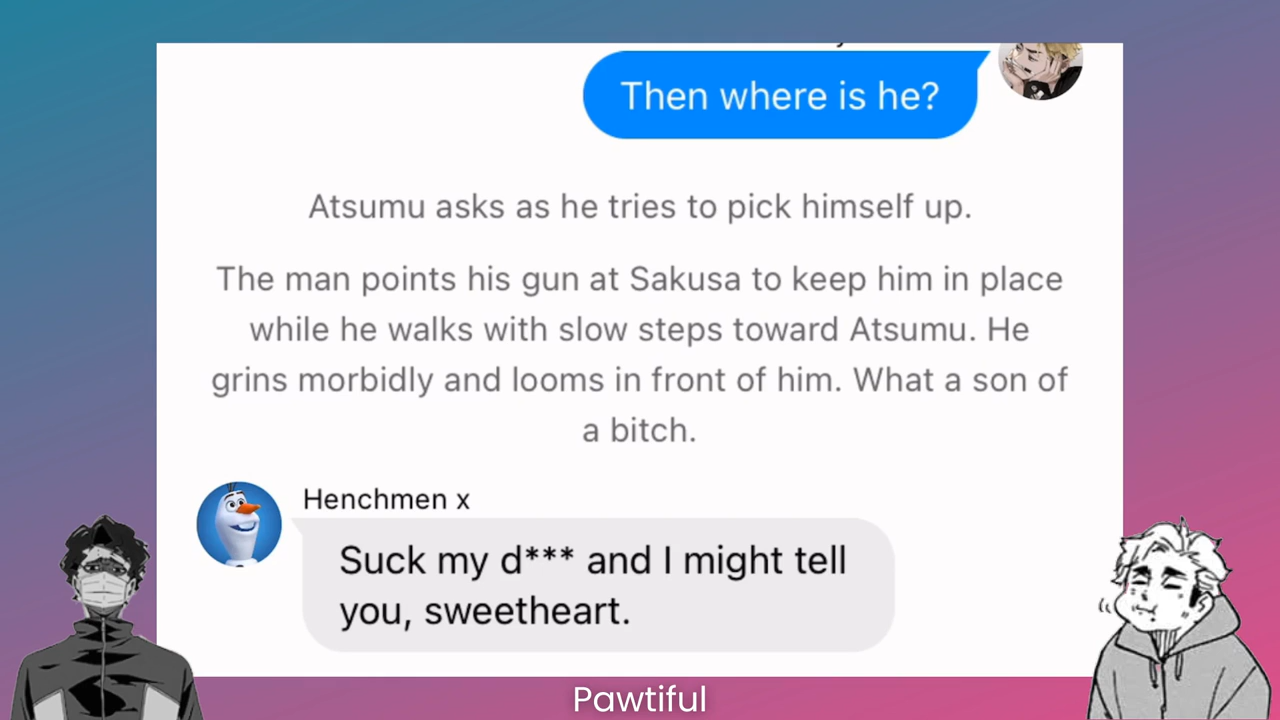 Then where is he?
Atsumu asks as he tries to pick himself up.
The man points his gun at Sakusa to keep him in place
while he walks with slow steps toward Atsumu. He
grins morbidly and looms in front of him. What a son of
a bitch.
Henchmen x
Suck my d*** and I might tell
you, sweetheart.
Pawtiful